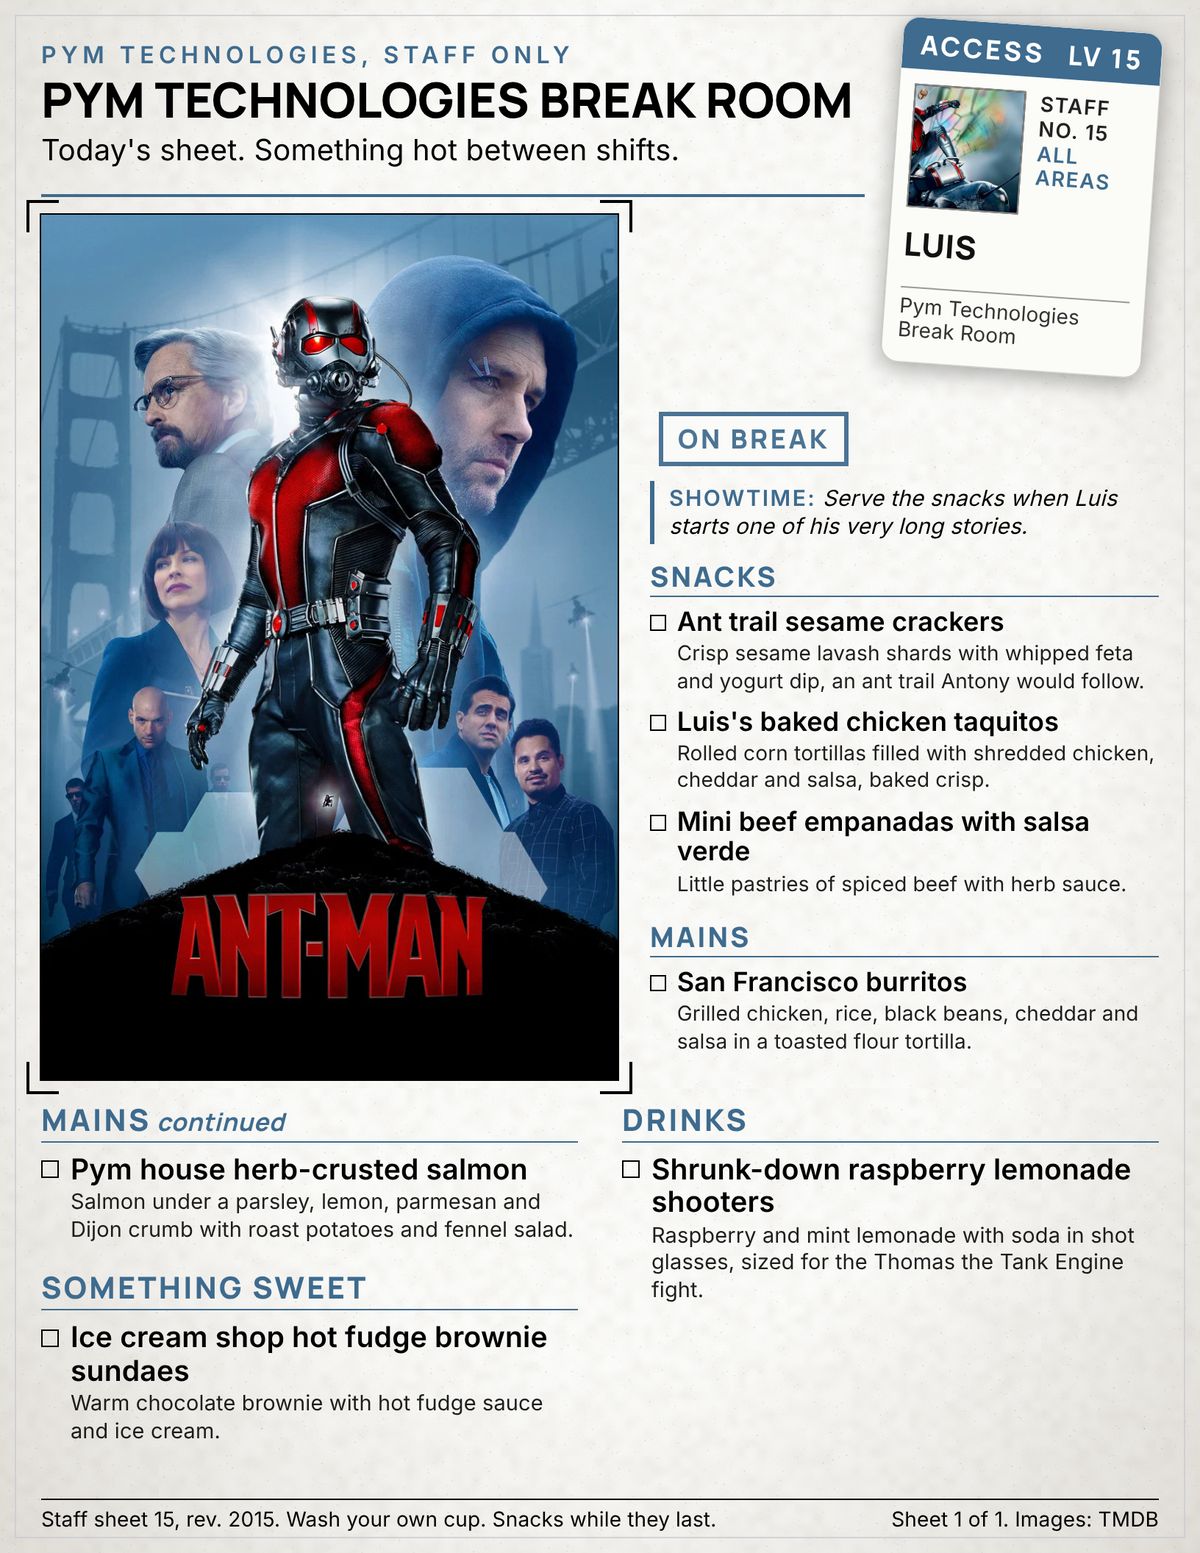 PYM TECHNOLOGIES, STAFF ONLY
PYM TECHNOLOGIES BREAK ROOM
Today's sheet. Something hot between shifts.
ACCESS LV 15
STAFF
NO. 15
ALL
AREAS
LUIS
Pym Technologies
Break Room
ANT-MAN
ON BREAK
SHOWTIME: Serve the snacks when Luis
starts one of his very long stories.
SNACKS
Ant trail sesame crackers
Crisp sesame lavash shards with whipped feta
and yogurt dip, an ant trail Antony would follow.
Luis's baked chicken taquitos
Rolled corn tortillas filled with shredded chicken,
cheddar and salsa, baked crisp.
Mini beef empanadas with salsa
verde
Little pastries of spiced beef with herb sauce.
MAINS
San Francisco burritos
Grilled chicken, rice, black beans, cheddar and
salsa in a toasted flour tortilla.
MAINS continued
Pym house herb-crusted salmon
Salmon under a parsley, lemon, parmesan and
Dijon crumb with roast potatoes and fennel salad.
SOMETHING SWEET
Ice cream shop hot fudge brownie
sundaes
Warm chocolate brownie with hot fudge sauce
and ice cream.
DRINKS
Shrunk-down raspberry lemonade
shooters
Raspberry and mint lemonade with soda in shot
glasses, sized for the Thomas the Tank Engine
fight.
Staff sheet 15, rev. 2015. Wash your own cup. Snacks while they last.
Sheet 1 of 1. Images: TMDB